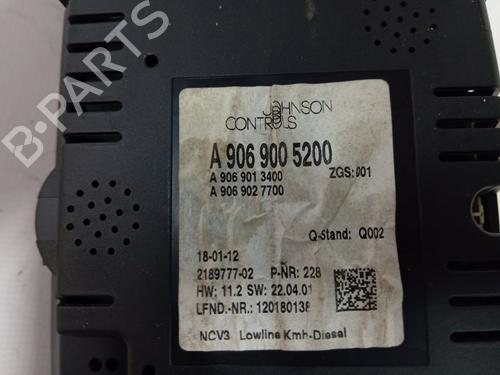 JOHNSON
CONTROLS
A 906 900 5200
A 906 901 3400 ZGS: 001
A 906 902 7700
Q-Stand: Q002
18-01-12
2189777-02 P-NR: 228
HW: 11.2 SW: 22.04.01
LFND.-NR.: 120180138
NCV3 Lowline Kmh-Diesel
B-PARTS